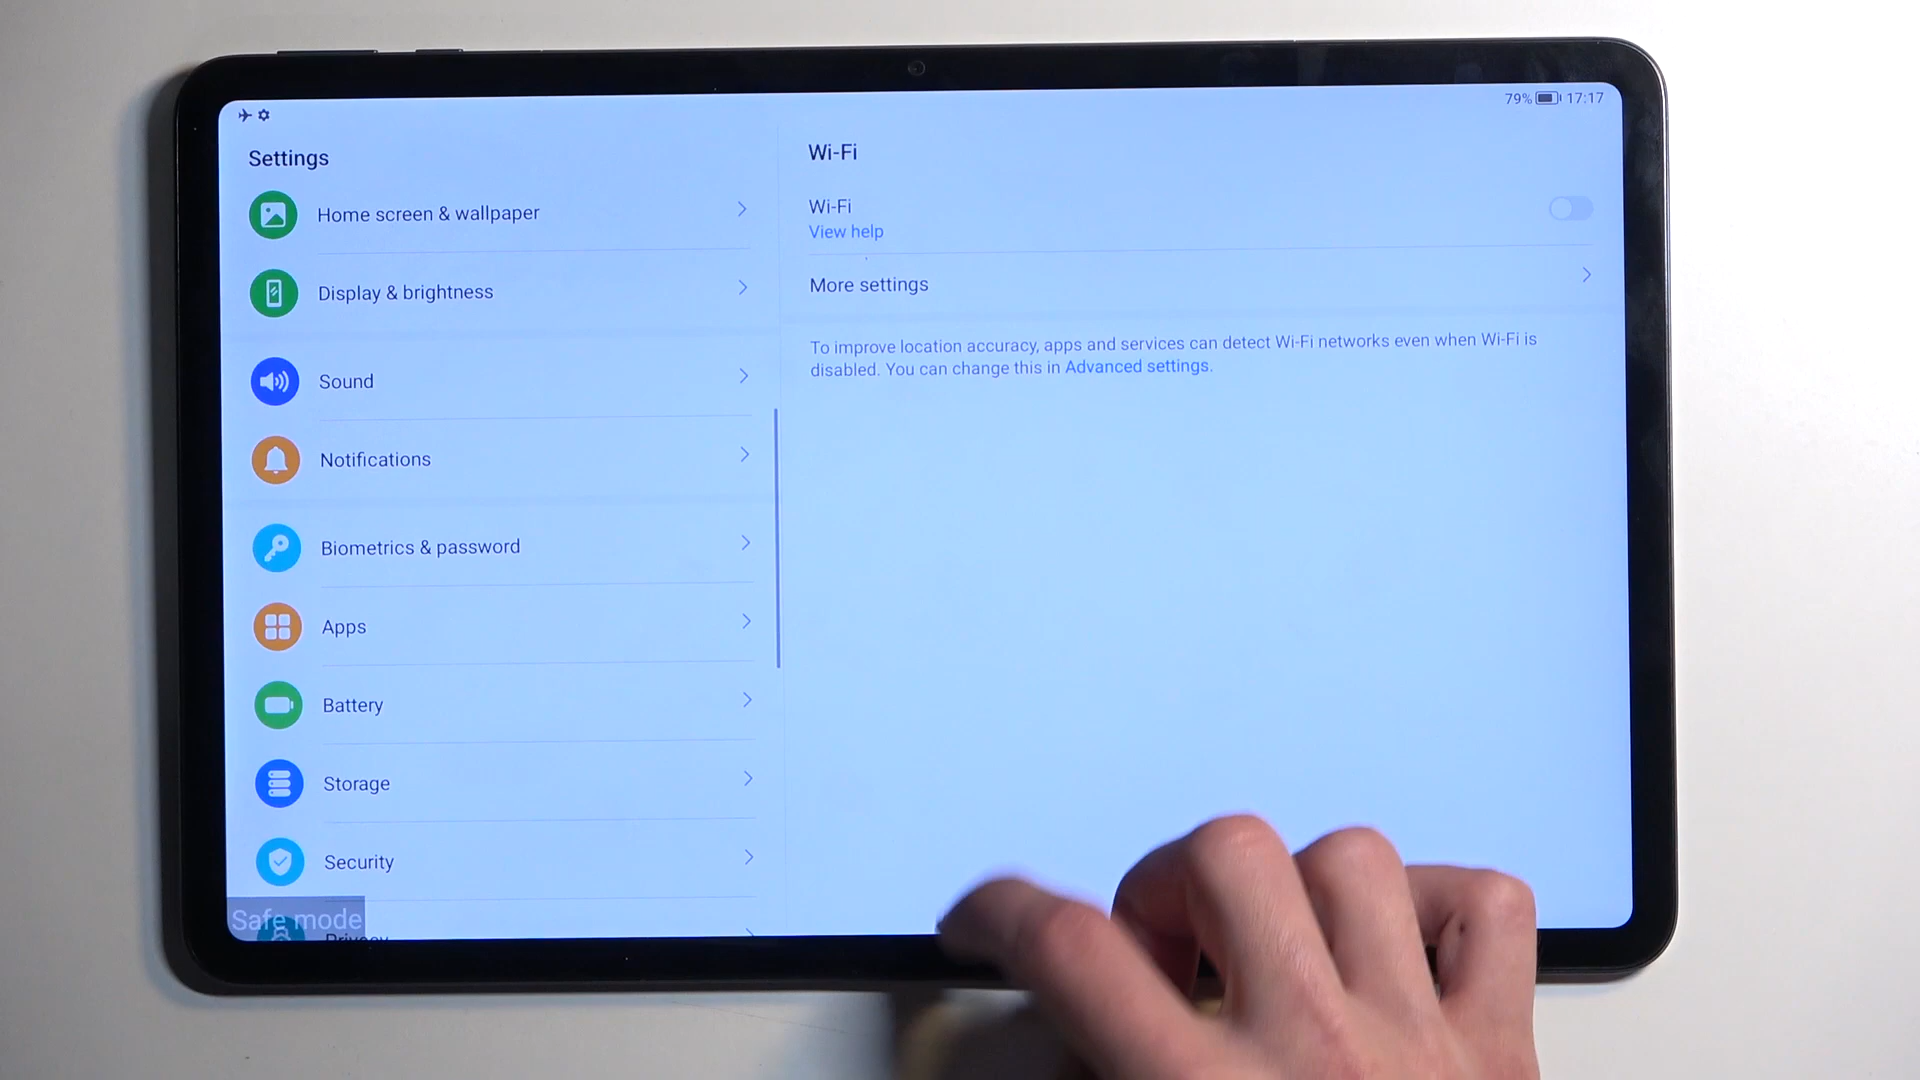 79% 17:17
Settings
Home screen & wallpaper
Display & brightness
Sound
Notifications
Biometrics & password
Apps
Battery
Storage
Security
Privacy
Safe mode
Wi-Fi
Wi-Fi
View help
More settings
To improve location accuracy, apps and services can detect Wi-Fi networks even when Wi-Fi is
disabled. You can change this in Advanced settings.